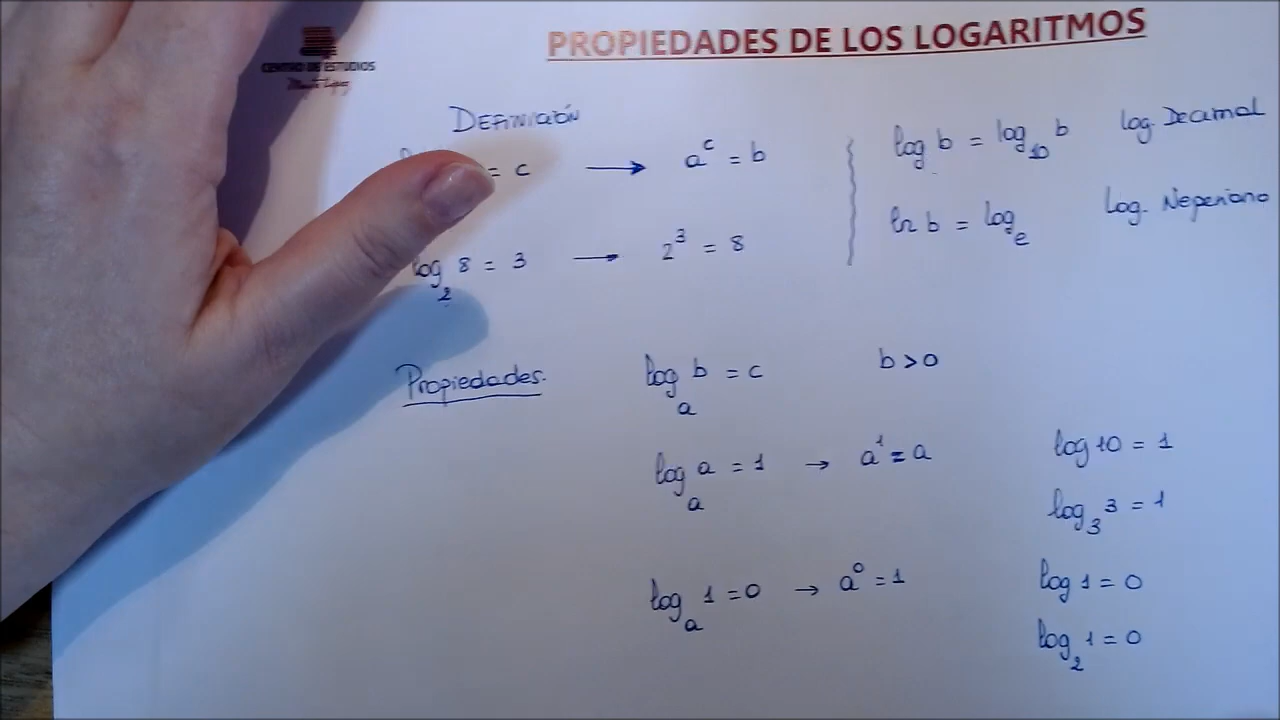 CENTRO DE ESTUDIOS
PROPIEDADES DE LOS LOGARITMOS
DEFINICIÓN
= c → a^c = b
log_2 8 = 3 → 2^3 = 8
log b = log_10 b log. Decimal
ln b = log_e log. Neperiano
Propiedades.
log_a b = c b > 0
log_a a = 1 → a^1 = a
log 10 = 1
log_3 3 = 1
log_a 1 = 0 → a^0 = 1
log 1 = 0
log_2 1 = 0